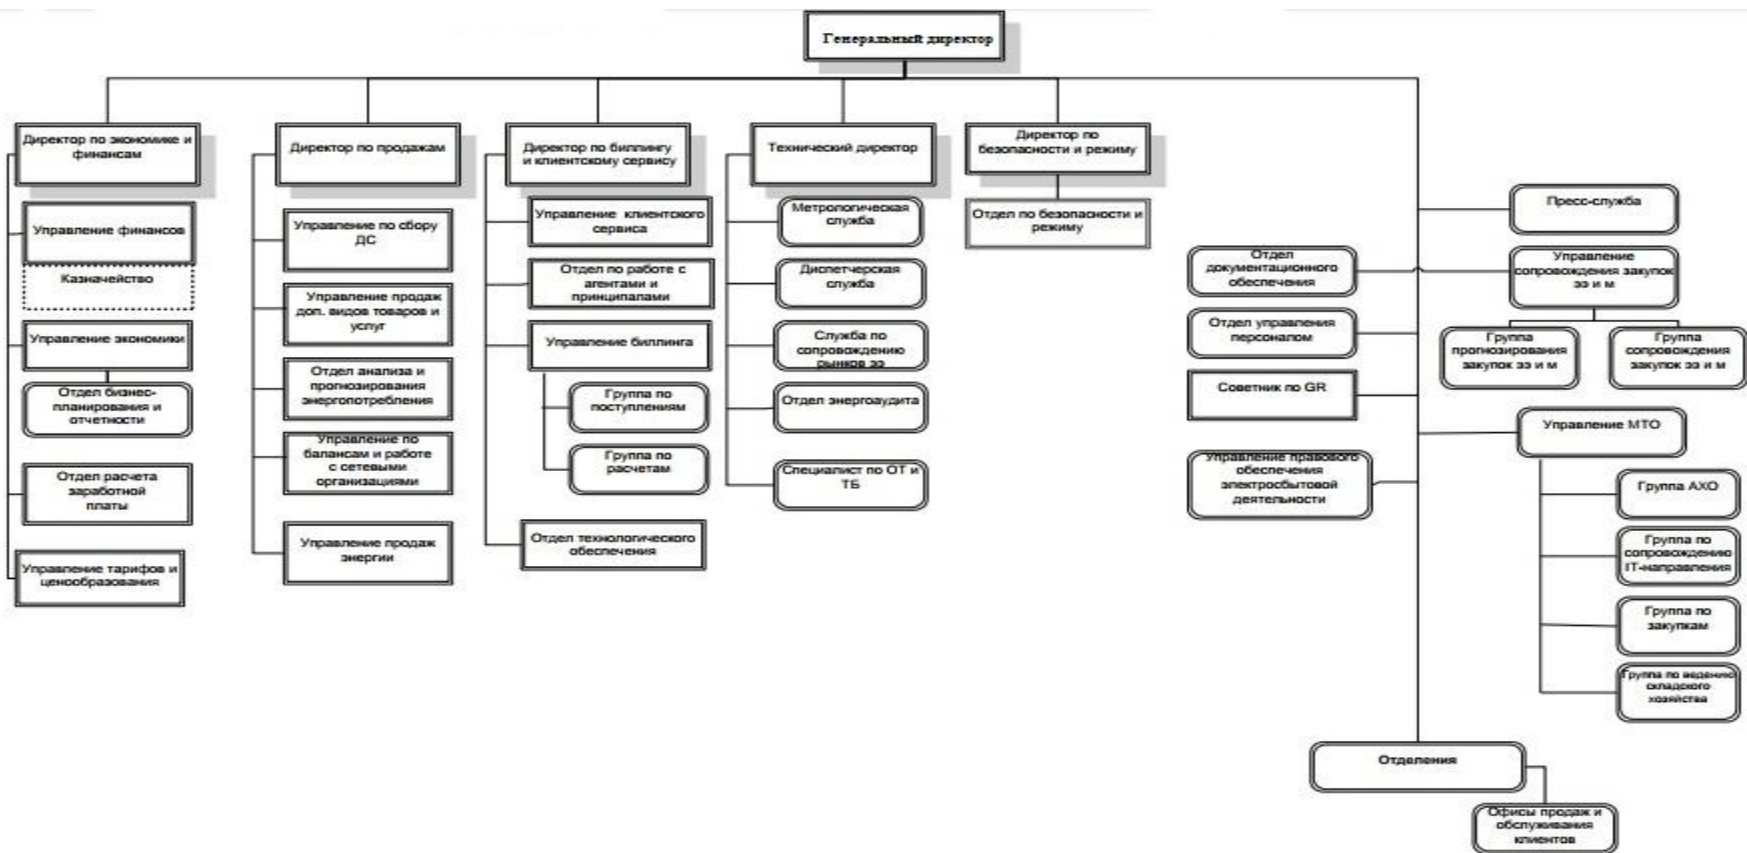 Генеральный директор
Директор по экономике и
финансам
Управление финансов
Казначейство
Управление экономики
Отдел бизнес-
планирования и
отчетности
Отдел расчета
заработной
платы
Управление тарифов и
ценообразования
Директор по продажам
Управление по сбору
ДС
Управление продаж
доп. видов товаров и
услуг
Отдел анализа и
прогнозирования
энергопотребления
Управление по
балансам и работе
с сетевыми
организациями
Управление продаж
энергии
Директор по биллингу
и клиентскому сервису
Управление клиентского
сервиса
Отдел по работе с
агентами и
принципалами
Управление биллинга
Группа по
поступлениям
Группа по
расчетам
Отдел технологического
обеспечения
Технический директор
Метрологическая
служба
Диспетчерская
служба
Служба по
сопровождению
рынков ээ
Отдел энергоаудита
Специалист по ОТ и
ТБ
Директор по
безопасности и режиму
Отдел по безопасности и
режиму
Отдел
документационного
обеспечения
Отдел управления
персоналом
Советник по GR
Управление правового
обеспечения
электросбытовой
деятельности
Пресс-служба
Управление
сопровождения закупок
ээ и м
Группа
прогнозирования
закупок ээ и м
Группа
сопровождения
закупок ээ и м
Управление МТО
Группа АХО
Группа по
сопровождению
IT-направления
Группа по
закупкам
Группа по ведению
складского
хозяйства
Отделения
Офисы продаж и
обслуживания
клиентов